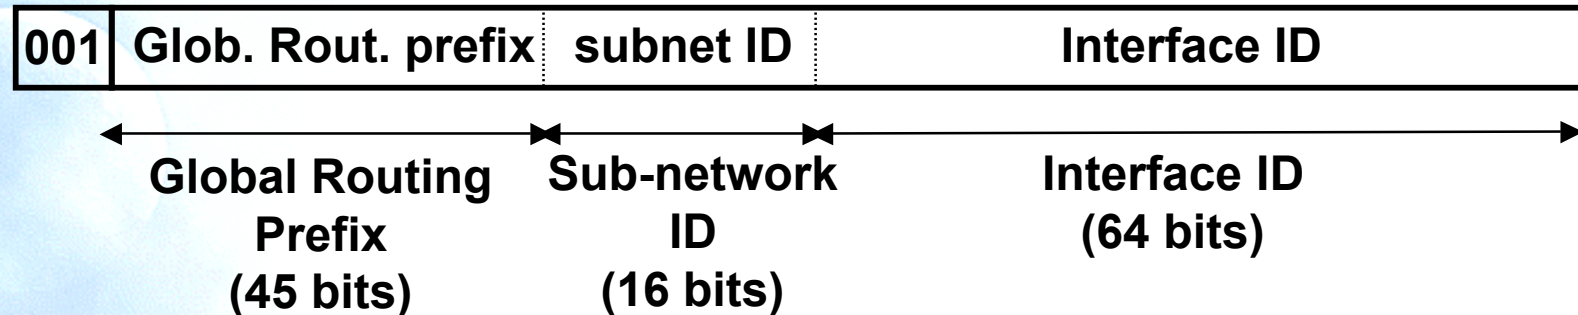 001 Glob. Rout. prefix subnet ID Interface ID
Global Routing Prefix (45 bits)
Sub-network ID (16 bits)
Interface ID (64 bits)